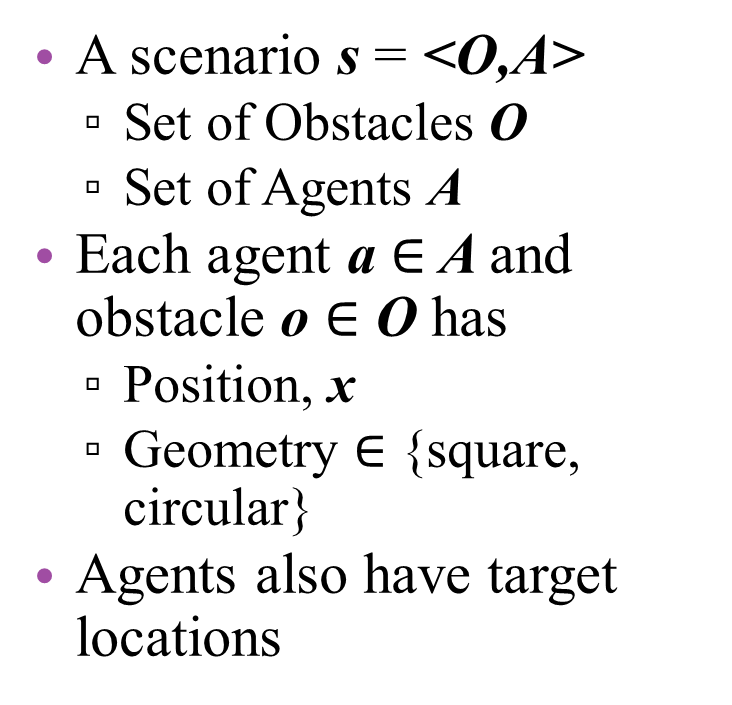 • A scenario s = <O,A>
▫ Set of Obstacles O
▫ Set of Agents A
• Each agent a ∈ A and
obstacle o ∈ O has
▫ Position, x
▫ Geometry ∈ {square,
circular}
• Agents also have target
locations